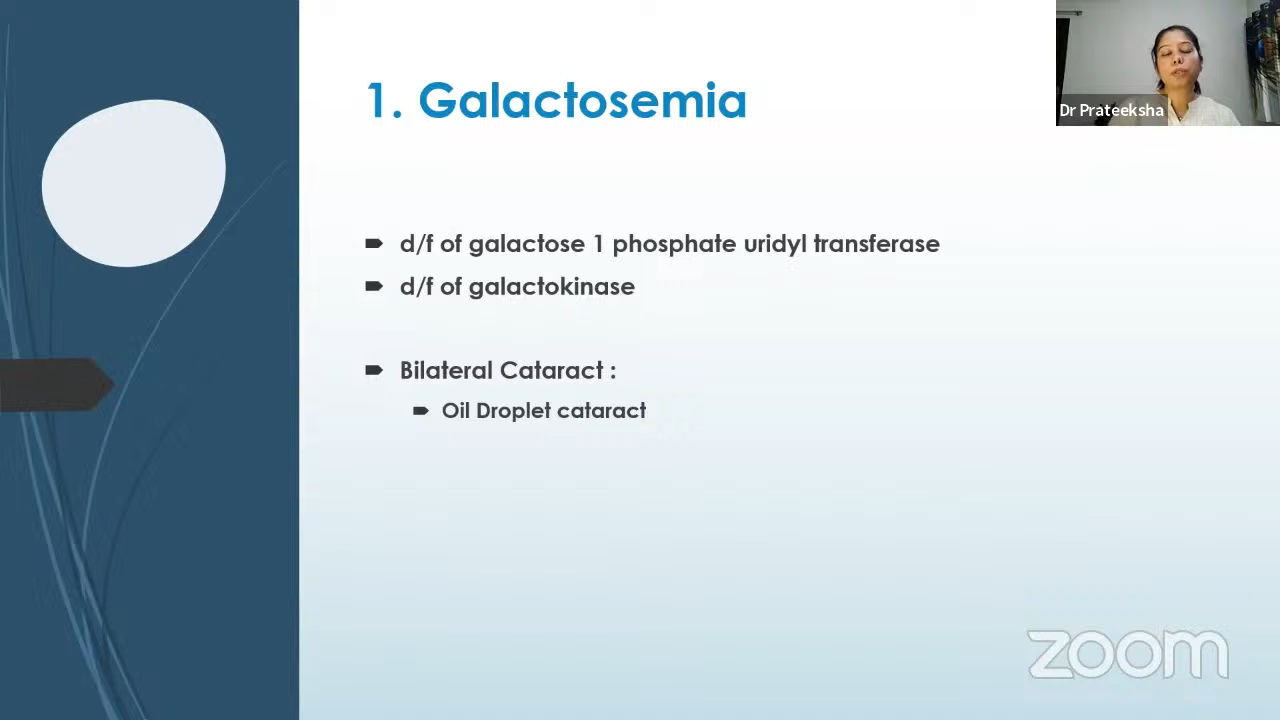 1. Galactosemia
Dr Prateeksha
d/f of galactose 1 phosphate uridyl transferase
d/f of galactokinase
Bilateral Cataract :
Oil Droplet cataract
zoom